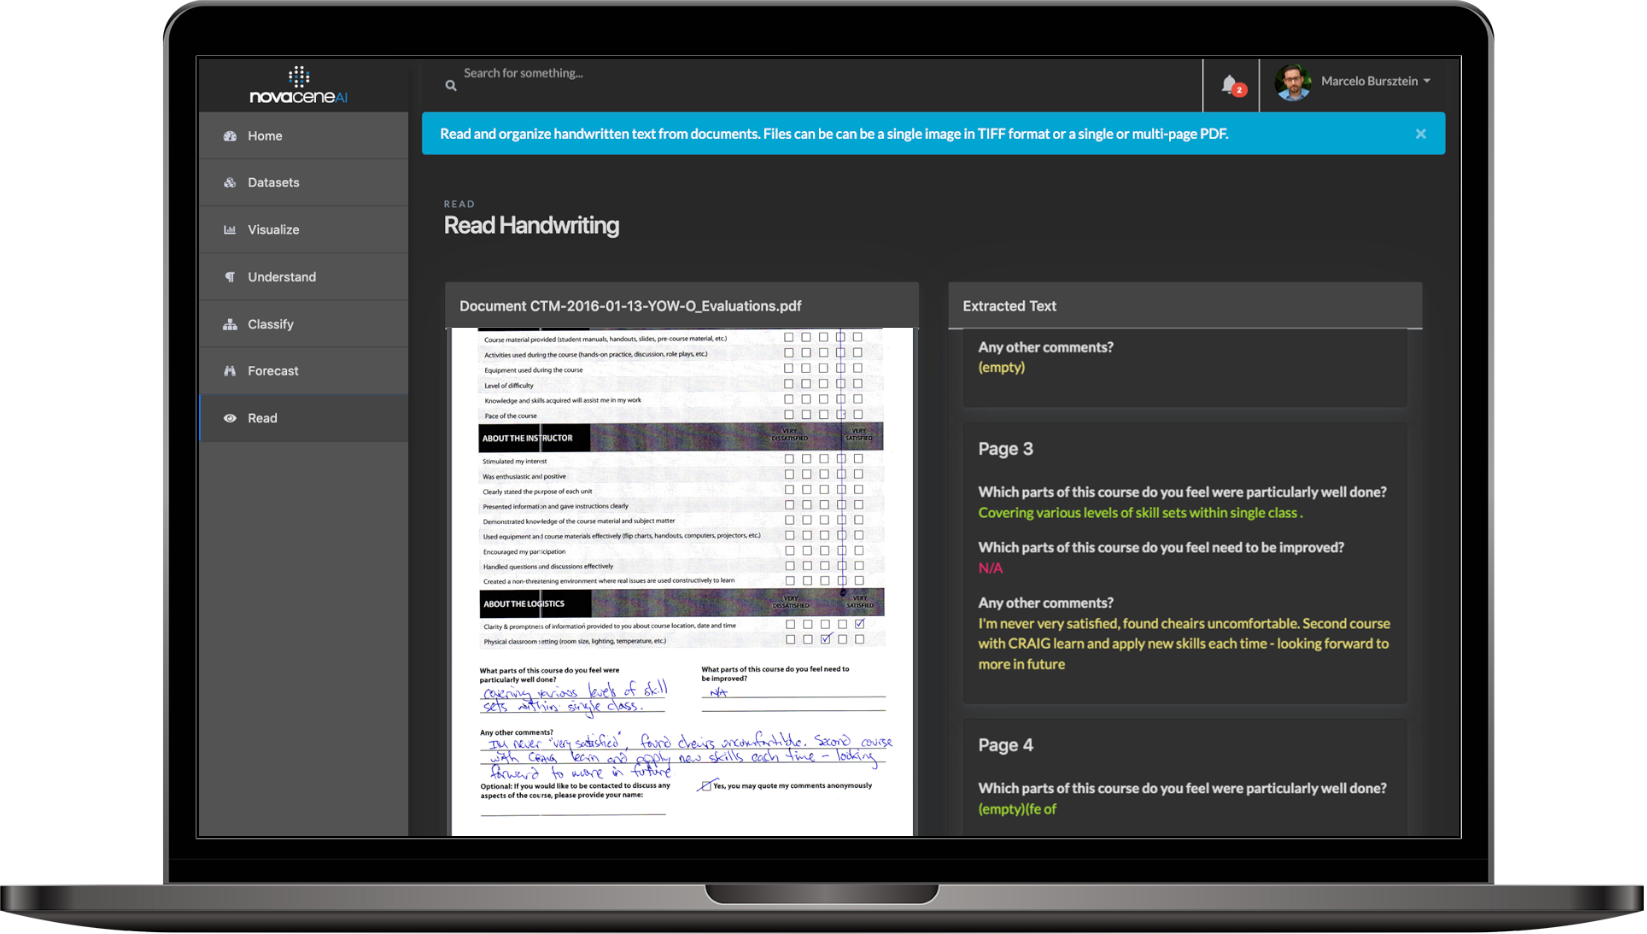 novaceneAI
Search for something...
2
Marcelo Bursztein
Home
Datasets
Visualize
Understand
Classify
Forecast
Read
Read and organize handwritten text from documents. Files can be can be a single image in TIFF format or a single or multi-page PDF.
×
READ
Read Handwriting
Document CTM-2016-01-13-YOW-O_Evaluations.pdf
Course material provided (student manuals, handouts, slides, pre-course material, etc.)
Activities used during the course (hands-on practice, discussion, role plays, etc.)
Equipment used during the course
Level of difficulty
Knowledge and skills acquired will assist me in my work
Pace of the course
ABOUT THE INSTRUCTOR
VERY DISSATISFIED
VERY SATISFIED
Stimulated my interest
Was enthusiastic and positive
Clearly stated the purpose of each unit
Presented information and gave instructions clearly
Demonstrated knowledge of the course material and subject matter
Used equipment and course materials effectively (flip charts, handouts, computers, projectors, etc.)
Encouraged my participation
Handled questions and discussions effectively
Created a non-threatening environment where real issues are used constructively to learn
ABOUT THE LOGISTICS
VERY DISSATISFIED
VERY SATISFIED
Clarity & promptness of information provided to you about course location, date and time
Physical classroom setting (room size, lighting, temperature, etc.)
What parts of this course do you feel were
particularly well done?
covering various levels of skill
sets within single class.
What parts of this course do you feel need to
be improved?
N/A
Any other comments?
I'm never "very satisfied", found cheirs uncomfortible. Second course
with CRAIG learn and apply new skills each time - looking
forward to more in future
Optional: If you would like to be contacted to discuss any
aspects of the course, please provide your name:
Yes, you may quote my comments anonymously
Extracted Text
Any other comments?
(empty)
Page 3
Which parts of this course do you feel were particularly well done?
Covering various levels of skill sets within single class .
Which parts of this course do you feel need to be improved?
N/A
Any other comments?
I'm never very satisfied, found cheairs uncomfortable. Second course
with CRAIG learn and apply new skills each time - looking forward to
more in future
Page 4
Which parts of this course do you feel were particularly well done?
(empty)(fe of